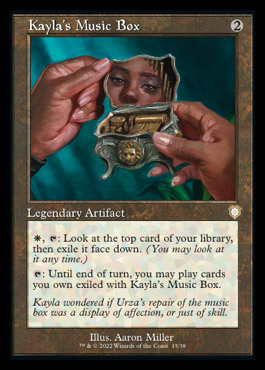 Kayla's Music Box 2
Legendary Artifact
, : Look at the top card of your library,
then exile it face down. (You may look at
it any time.)
: Until end of turn, you may play cards
you own exiled with Kayla's Music Box.
Kayla wondered if Urza's repair of the music
box was a display of affection, or just of skill.
Illus. Aaron Miller
™ & © 2022 Wizards of the Coast 15/38